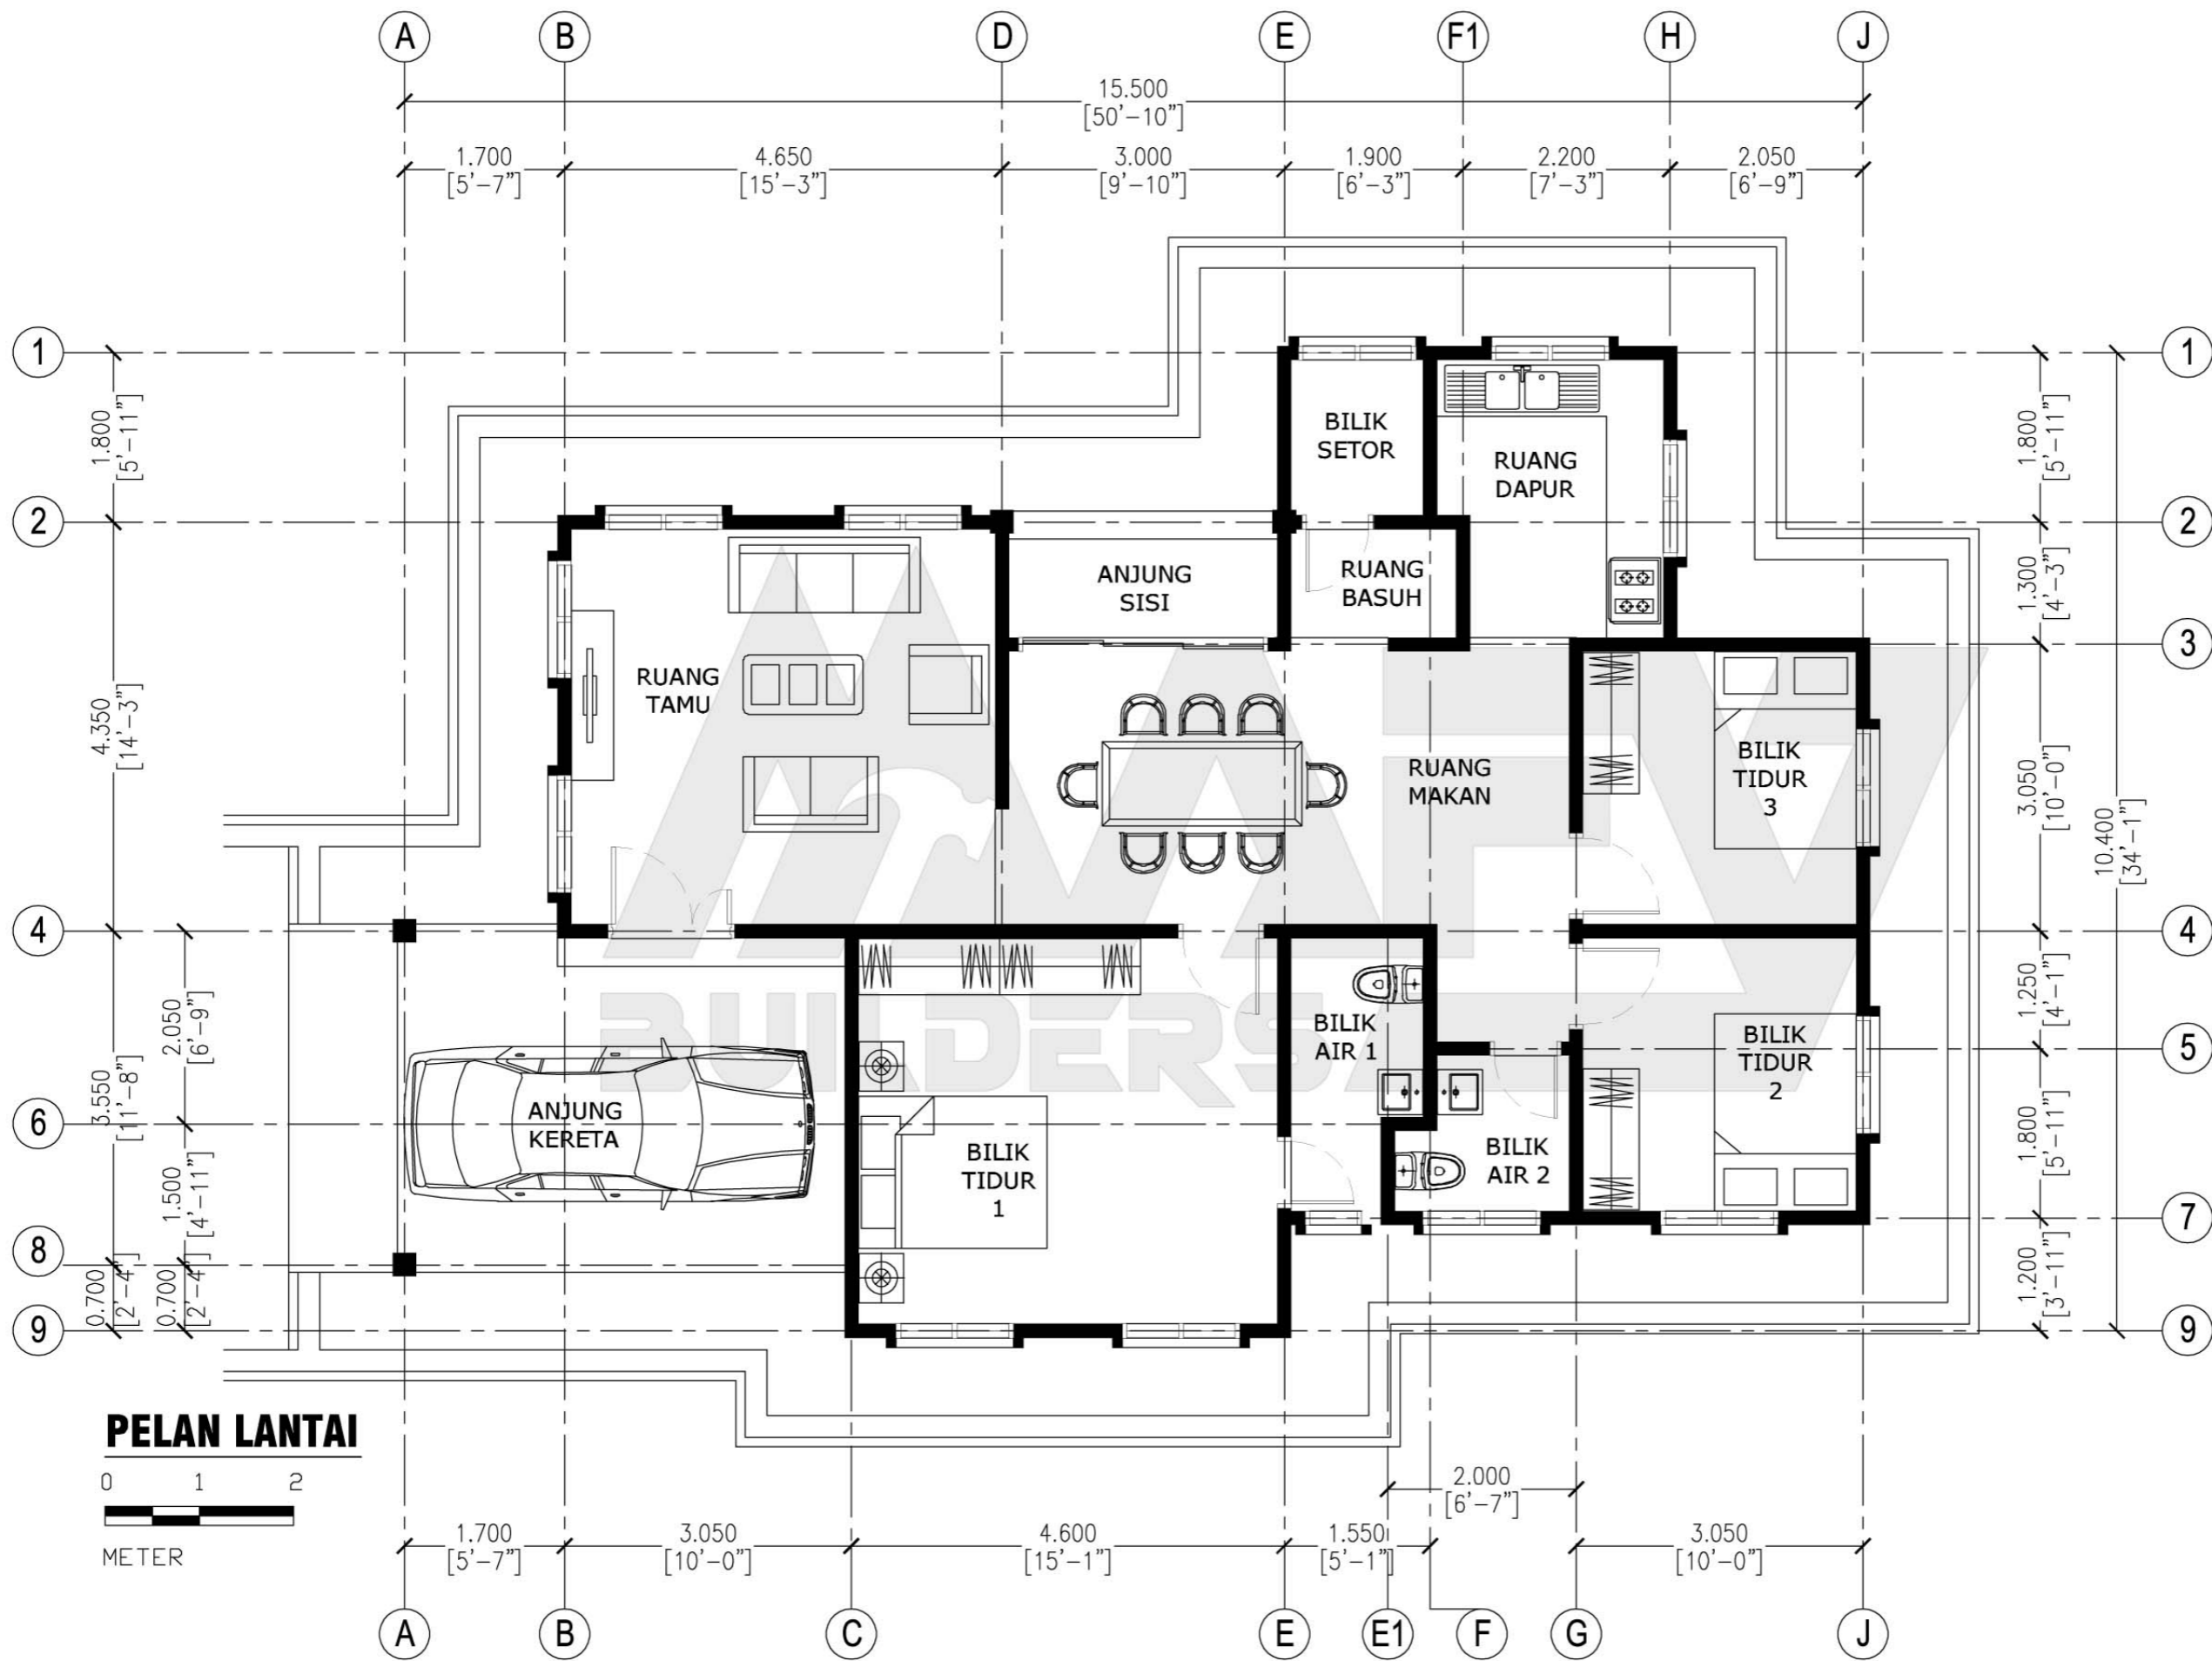 A B D E F1 H J
15.500
[50'-10"]
1.700 4.650 3.000 1.900 2.200 2.050
[5'-7"] [15'-3"] [9'-10"] [6'-3"] [7'-3"] [6'-9"]
1 1
1.800
[5'-11"]
1.800
[5'-11"]
BILIK
SETOR
RUANG
DAPUR
2 2
ANJUNG
SISI
RUANG
BASUH
1.300
[4'-3"]
3 3
4.350
[14'-3"]
RUANG
TAMU
RUANG
MAKAN
BILIK
TIDUR
3
3.050
[10'-0"]
10.400
[34'-1"]
4 4
MrAFV
BUILDERS
3.550
[11'-8"]
2.050
[6'-9"]
BILIK
AIR 1
BILIK
TIDUR
2
1.250
[4'-1"]
5
6
ANJUNG
KERETA
BILIK
TIDUR
1
BILIK
AIR 2
1.500
[4'-11"]
1.800
[5'-11"]
7
8
0.700
[2'-4"]
0.700
[2'-4"]
1.200
[3'-11"]
9 9
PELAN LANTAI
0 1 2
METER
2.000
[6'-7"]
1.700 3.050 4.600 1.550 3.050
[5'-7"] [10'-0"] [15'-1"] [5'-1"] [10'-0"]
A B C E E1 F G J